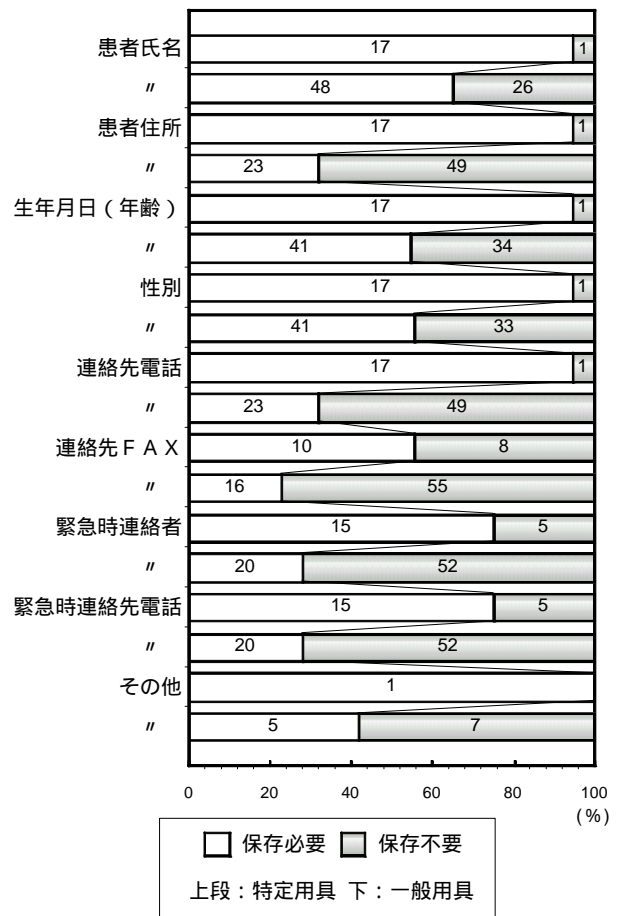 患者氏名 17 1
〃 48 26
患者住所 17 1
〃 23 49
生年月日（年齢） 17 1
〃 41 34
性別 17 1
〃 41 33
連絡先電話 17 1
〃 23 49
連絡先ＦＡＸ 10 8
〃 16 55
緊急時連絡者 15 5
〃 20 52
緊急時連絡先電話 15 5
〃 20 52
その他 1
〃 5 7
0 20 40 60 80 100
(%)
保存必要 保存不要
上段：特定用具 下：一般用具